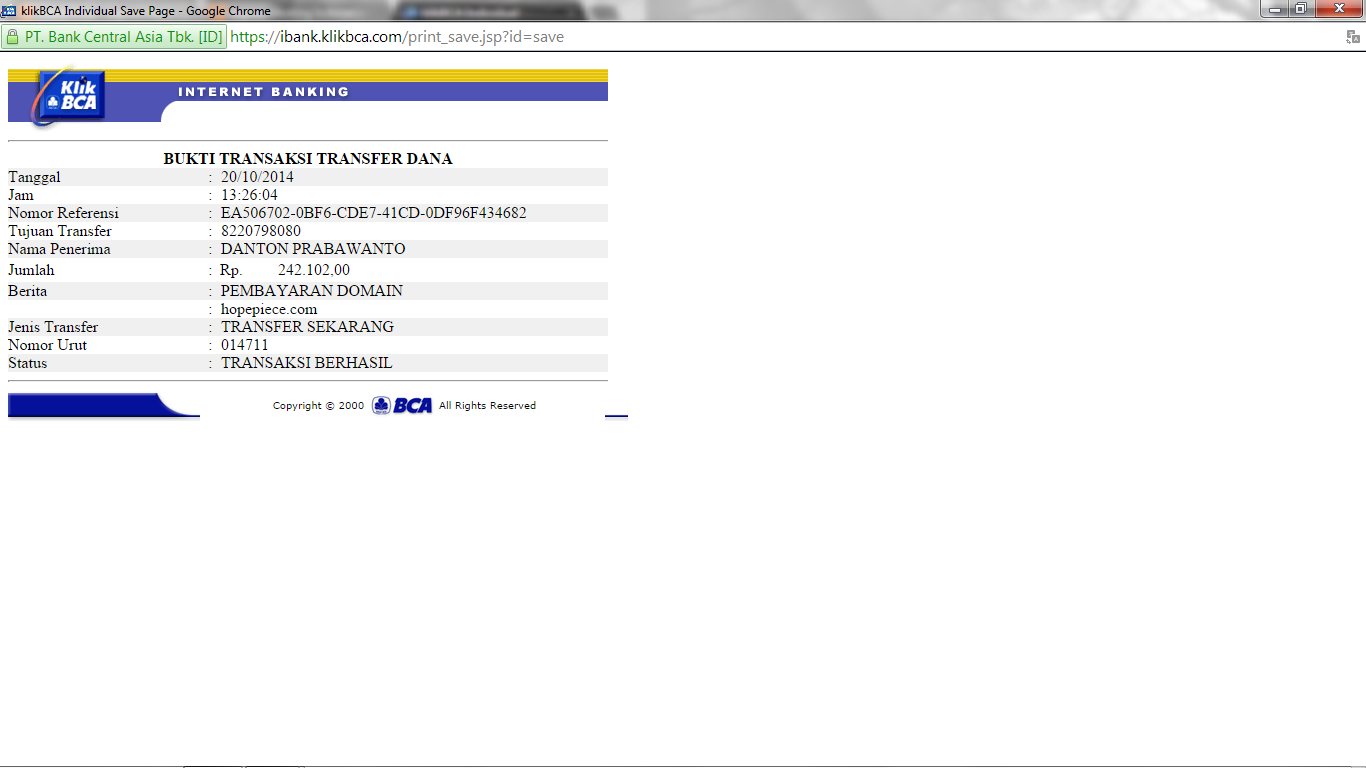 klikBCA Individual Save Page - Google Chrome
PT. Bank Central Asia Tbk. [ID] https://ibank.klikbca.com/print_save.jsp?id=save
Klik BCA INTERNET BANKING
BUKTI TRANSAKSI TRANSFER DANA
Tanggal : 20/10/2014
Jam : 13:26:04
Nomor Referensi : EA506702-0BF6-CDE7-41CD-0DF96F434682
Tujuan Transfer : 8220798080
Nama Penerima : DANTON PRABAWANTO
Jumlah : Rp. 242.102,00
Berita : PEMBAYARAN DOMAIN
: hopepiece.com
Jenis Transfer : TRANSFER SEKARANG
Nomor Urut : 014711
Status : TRANSAKSI BERHASIL
Copyright © 2000 BCA All Rights Reserved